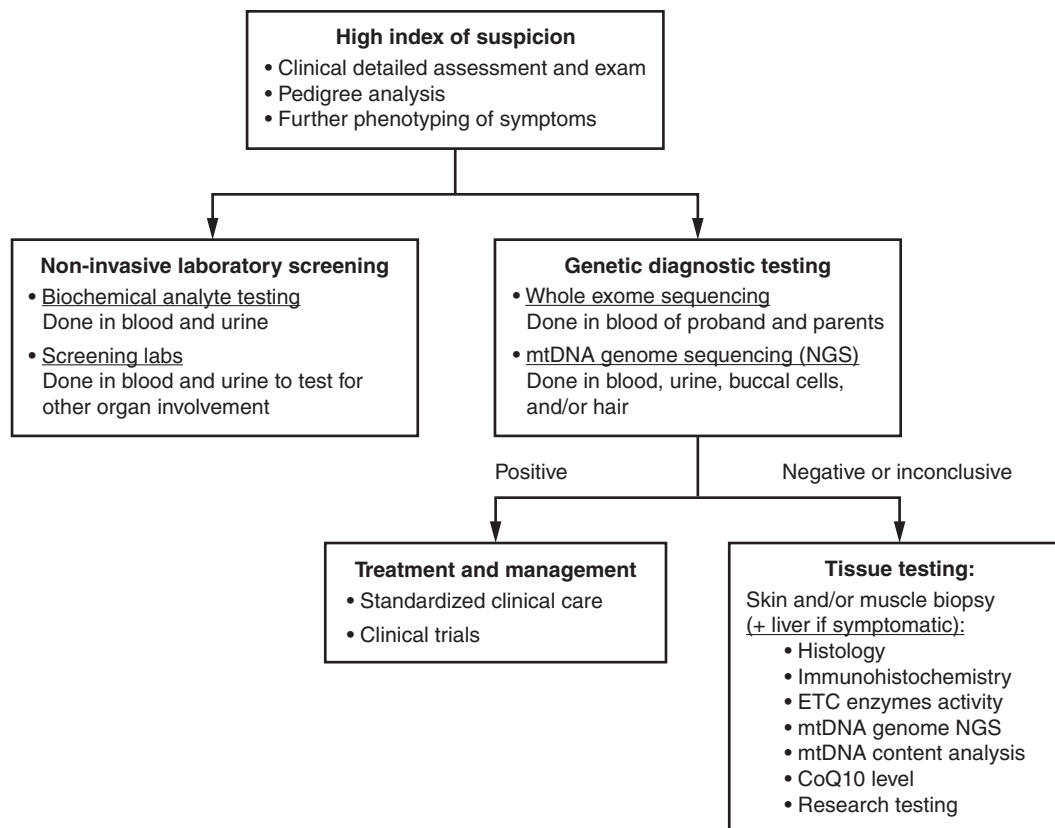 High index of suspicion
• Clinical detailed assessment and exam
• Pedigree analysis
• Further phenotyping of symptoms
Non-invasive laboratory screening
• Biochemical analyte testing
Done in blood and urine
• Screening labs
Done in blood and urine to test for
other organ involvement
Genetic diagnostic testing
• Whole exome sequencing
Done in blood of proband and parents
• mtDNA genome sequencing (NGS)
Done in blood, urine, buccal cells,
and/or hair
Positive
Negative or inconclusive
Treatment and management
• Standardized clinical care
• Clinical trials
Tissue testing:
Skin and/or muscle biopsy
(+ liver if symptomatic):
• Histology
• Immunohistochemistry
• ETC enzymes activity
• mtDNA genome NGS
• mtDNA content analysis
• CoQ10 level
• Research testing